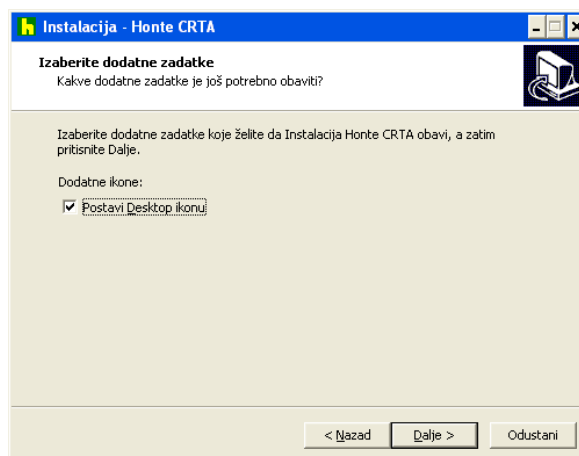 h Instalacija - Honte CRTA
Izaberite dodatne zadatke
Kakve dodatne zadatke je još potrebno obaviti?
Izaberite dodatne zadatke koje želite da Instalacija Honte CRTA obavi, a zatim
pritisnite Dalje.
Dodatne ikone:
Postavi Desktop ikonu
< Nazad Dalje > Odustani